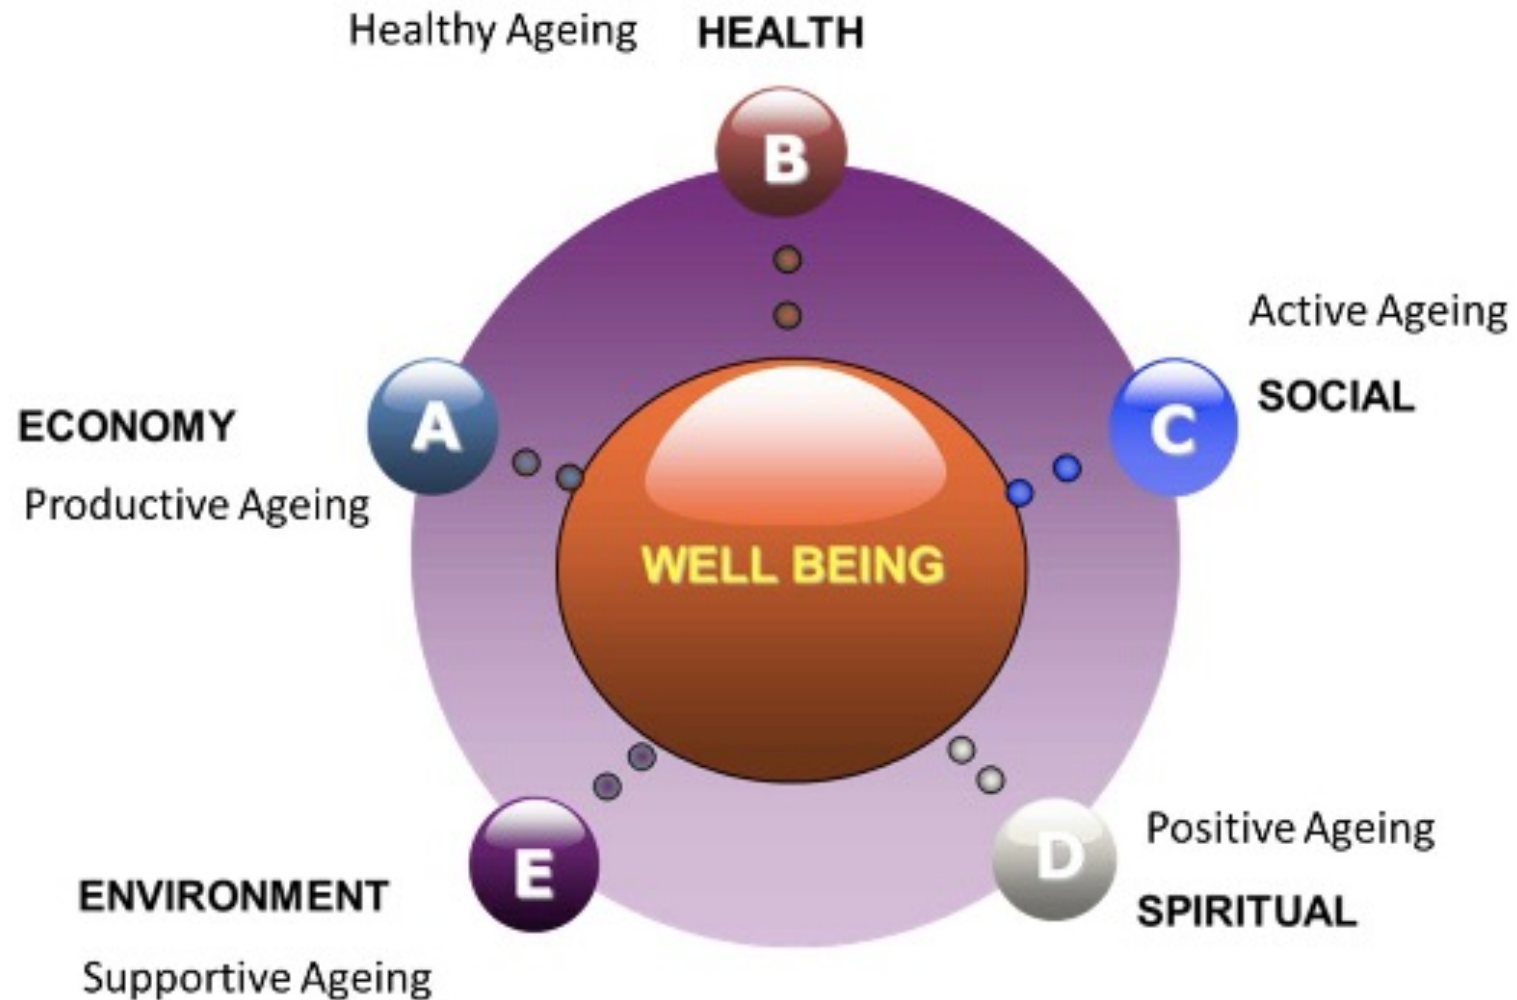 Healthy Ageing HEALTH
B
Active Ageing
SOCIAL
C
A
ECONOMY
Productive Ageing
WELL BEING
E
ENVIRONMENT
Supportive Ageing
D
Positive Ageing
SPIRITUAL